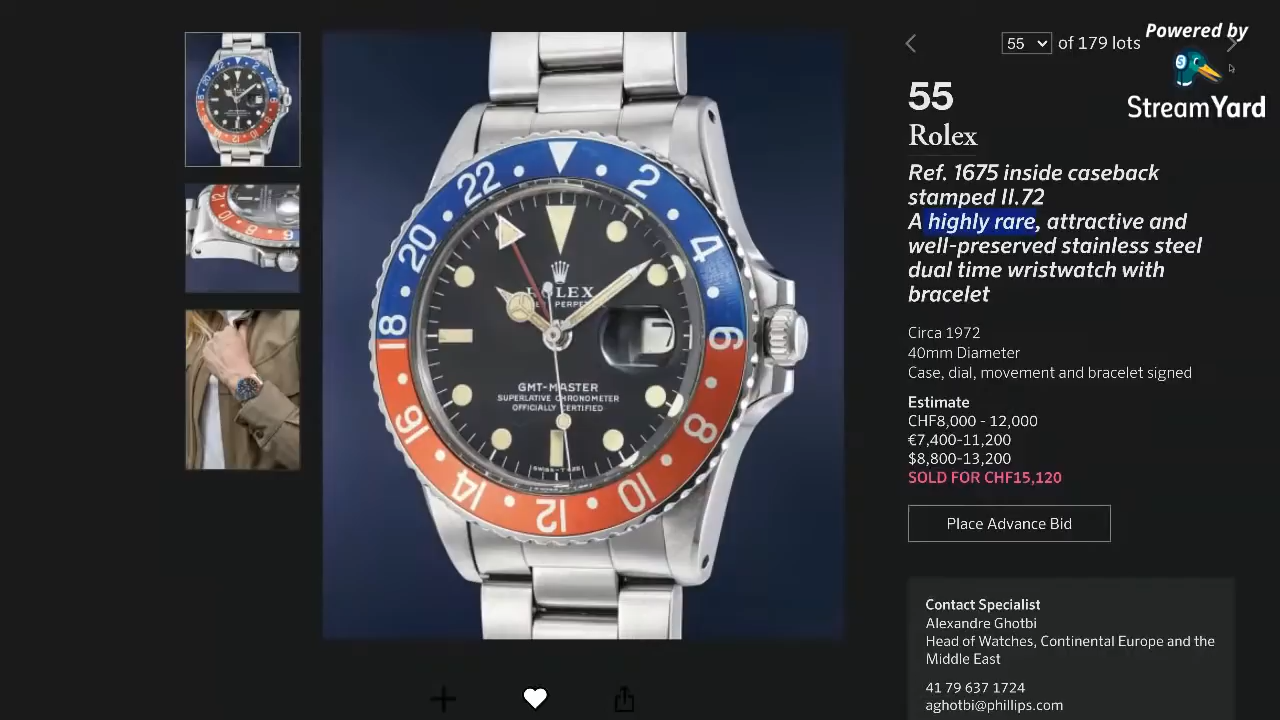 55 of 179 lots
Powered by
StreamYard
55
Rolex
Ref. 1675 inside caseback
stamped II.72
A highly rare, attractive and
well-preserved stainless steel
dual time wristwatch with
bracelet
Circa 1972
40mm Diameter
Case, dial, movement and bracelet signed
Estimate
CHF8,000 - 12,000
€7,400-11,200
$8,800-13,200
SOLD FOR CHF15,120
Place Advance Bid
Contact Specialist
Alexandre Ghotbi
Head of Watches, Continental Europe and the
Middle East
41 79 637 1724
aghotbi@phillips.com
22
2
20
4
18
6
16
8
14
10
12
ROLEX
7
GMT-MASTER
SUPERLATIVE CHRONOMETER
OFFICIALLY CERTIFIED